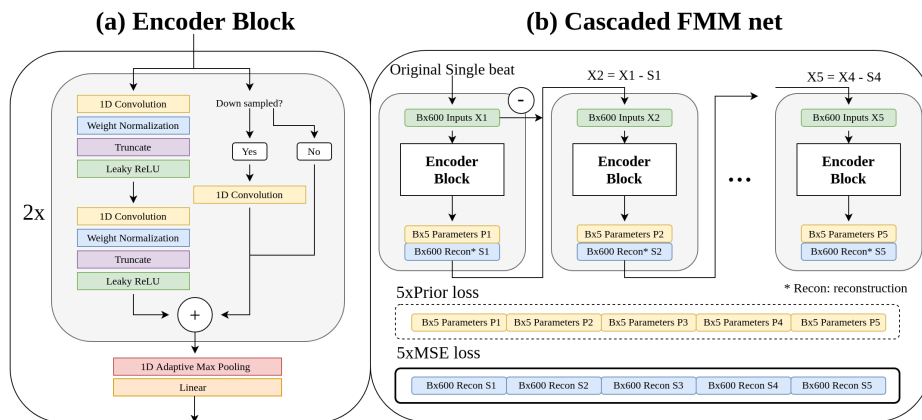 (a) Encoder Block
1D Convolution
Weight Normalization
Truncate
Leaky ReLU
1D Convolution
Weight Normalization
Truncate
Leaky ReLU
2x
Down sampled?
Yes
No
1D Convolution
+
1D Adaptive Max Pooling
Linear
(b) Cascaded FMM net
Original Single beat
-
X2 = X1 - S1
X5 = X4 - S4
Bx600 Inputs X1
Encoder
Block
Bx5 Parameters P1
Bx600 Recon* S1
Bx600 Inputs X2
Encoder
Block
Bx5 Parameters P2
Bx600 Recon* S2
...
Bx600 Inputs X5
Encoder
Block
Bx5 Parameters P5
Bx600 Recon* S5
* Recon: reconstruction
5xPrior loss
Bx5 Parameters P1 Bx5 Parameters P2 Bx5 Parameters P3 Bx5 Parameters P4 Bx5 Parameters P5
5xMSE loss
Bx600 Recon S1 Bx600 Recon S2 Bx600 Recon S3 Bx600 Recon S4 Bx600 Recon S5